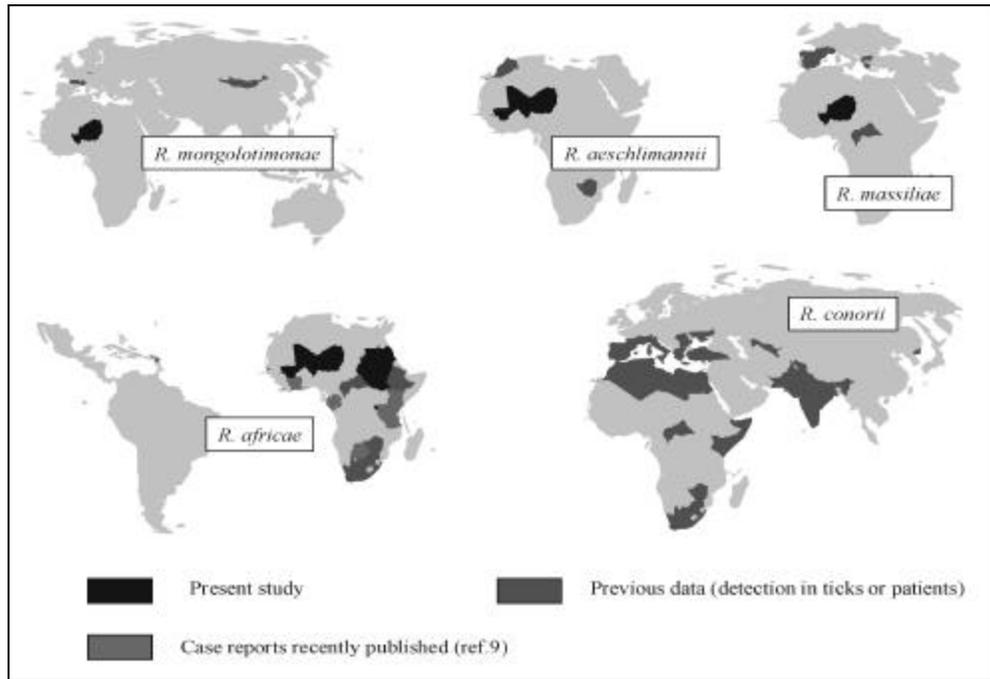 R. mongolotimonae
R. aeschlimannii
R. massiliae
R. africae
R. conorii
Present study
Previous data (detection in ticks or patients)
Case reports recently published (ref.9)